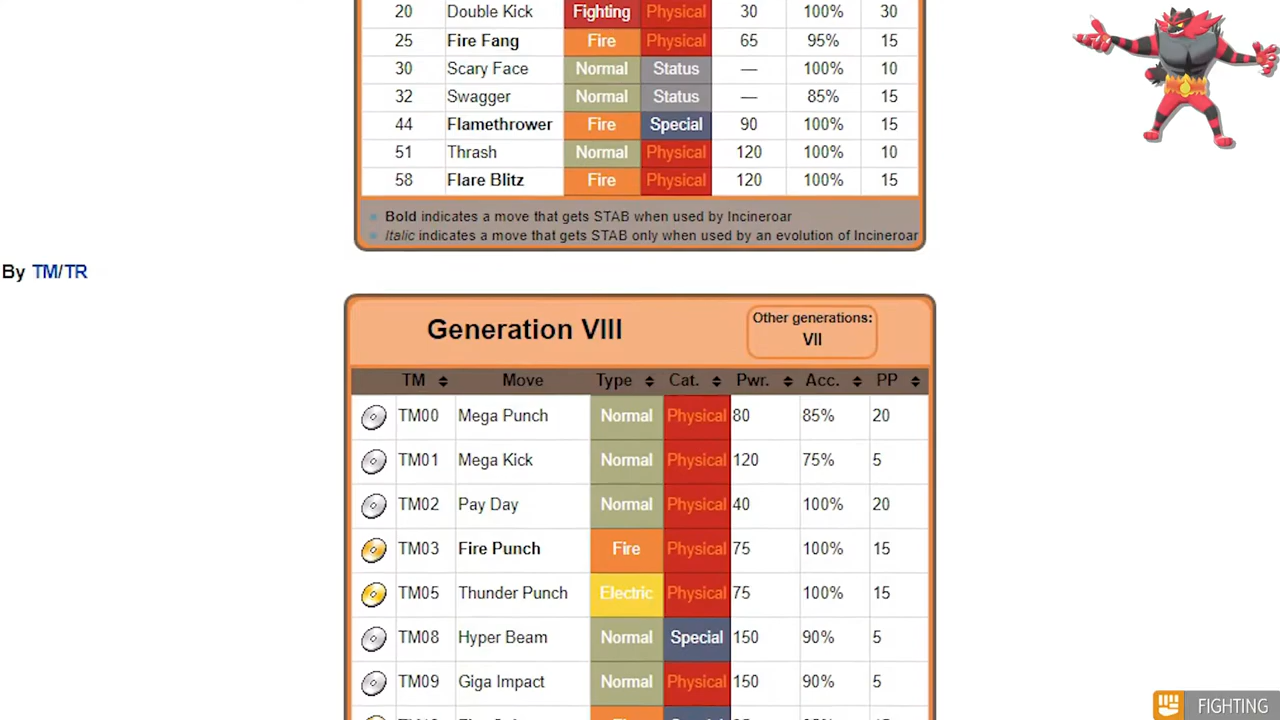 20 Double Kick Fighting Physical 30 100% 30
25 Fire Fang Fire Physical 65 95% 15
30 Scary Face Normal Status — 100% 10
32 Swagger Normal Status — 85% 15
44 Flamethrower Fire Special 90 100% 15
51 Thrash Normal Physical 120 100% 10
58 Flare Blitz Fire Physical 120 100% 15
Bold indicates a move that gets STAB when used by Incineroar
Italic indicates a move that gets STAB only when used by an evolution of Incineroar
By TM/TR
Generation VIII
Other generations:
VII
TM Move Type Cat. Pwr. Acc. PP
TM00 Mega Punch Normal Physical 80 85% 20
TM01 Mega Kick Normal Physical 120 75% 5
TM02 Pay Day Normal Physical 40 100% 20
TM03 Fire Punch Fire Physical 75 100% 15
TM05 Thunder Punch Electric Physical 75 100% 15
TM08 Hyper Beam Normal Special 150 90% 5
TM09 Giga Impact Normal Physical 150 90% 5
FIGHTING